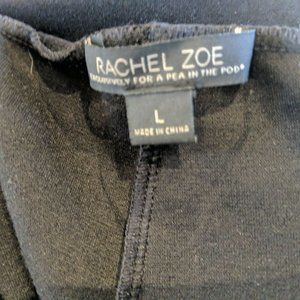 RACHEL ZOE
EXCLUSIVELY FOR A PEA IN THE POD®
L
MADE IN CHINA